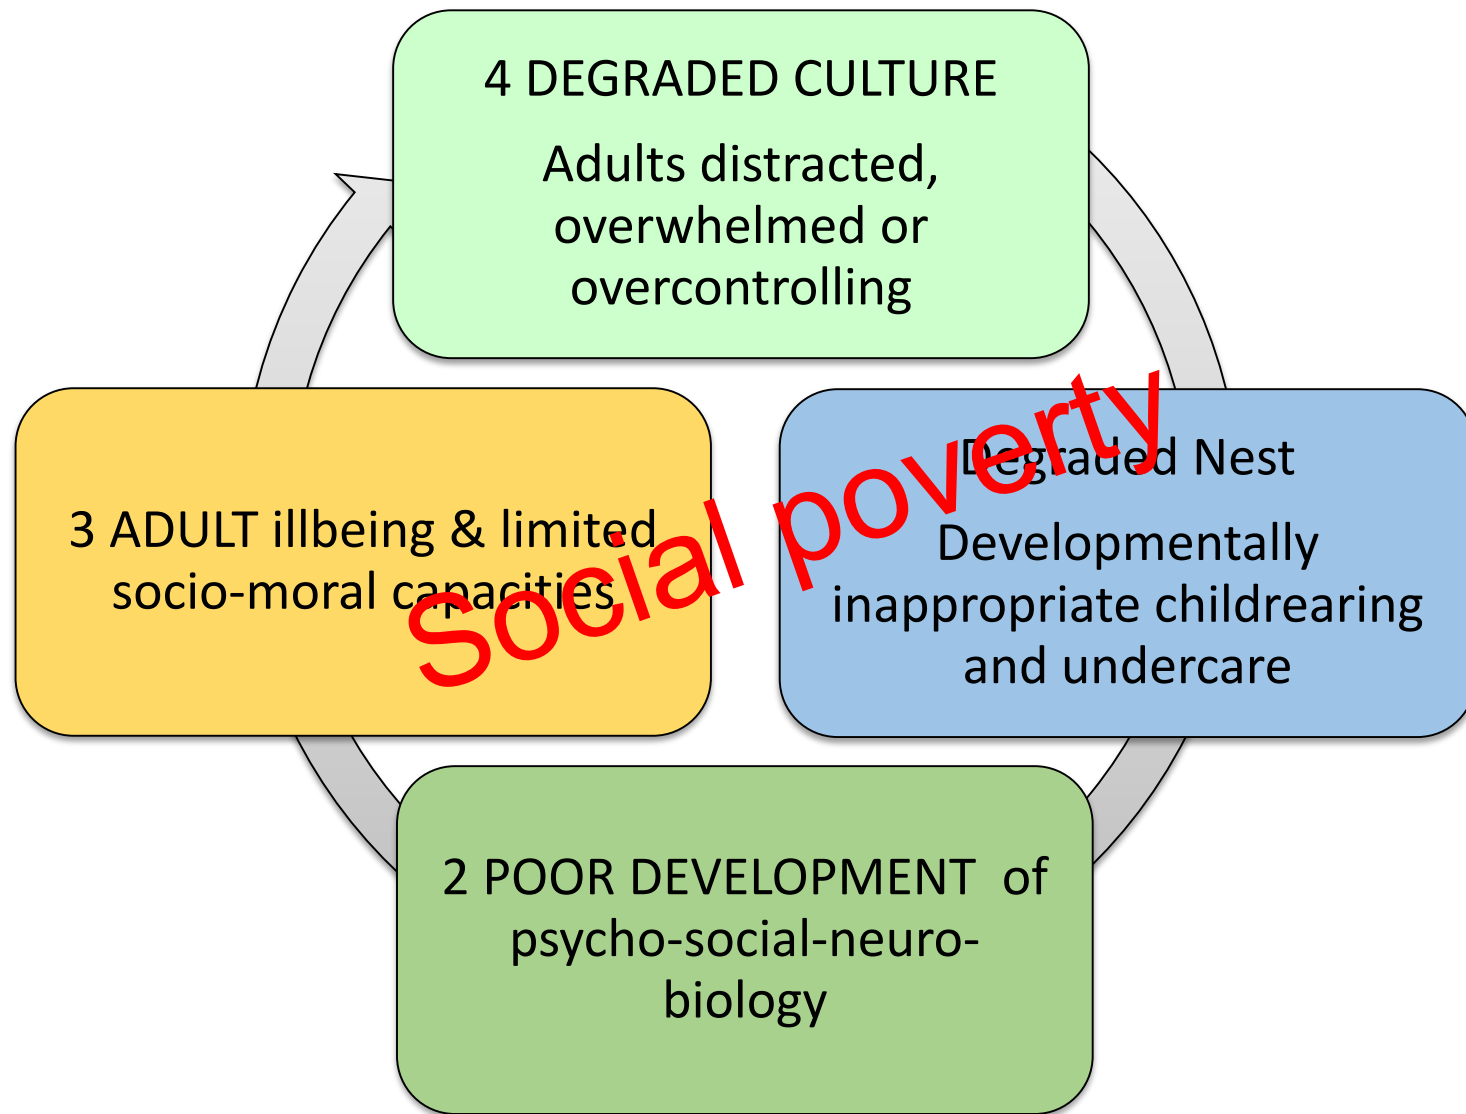 4 DEGRADED CULTURE
Adults distracted,
overwhelmed or
overcontrolling
Degraded Nest
Developmentally
inappropriate childrearing
and undercare
2 POOR DEVELOPMENT of
psycho-social-neuro-
biology
3 ADULT illbeing & limited
socio-moral capacities
Social poverty